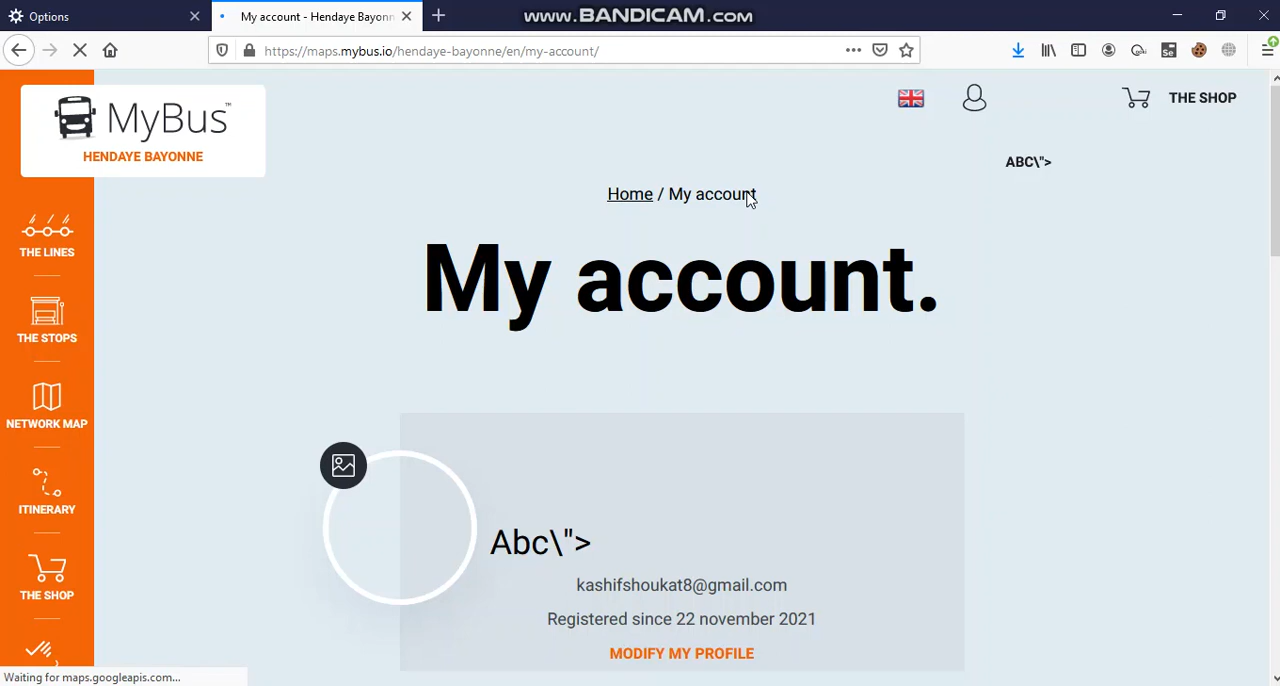 Options
My account - Hendaye Bayonn
www.BANDICAM.com
https://maps.mybus.io/hendaye-bayonne/en/my-account/
MyBus™
HENDAYE BAYONNE
THE SHOP
ABC\">
Home / My account
My account.
THE LINES
THE STOPS
NETWORK MAP
ITINERARY
THE SHOP
Abc\">
kashifshoukat8@gmail.com
Registered since 22 november 2021
MODIFY MY PROFILE
Waiting for maps.googleapis.com...